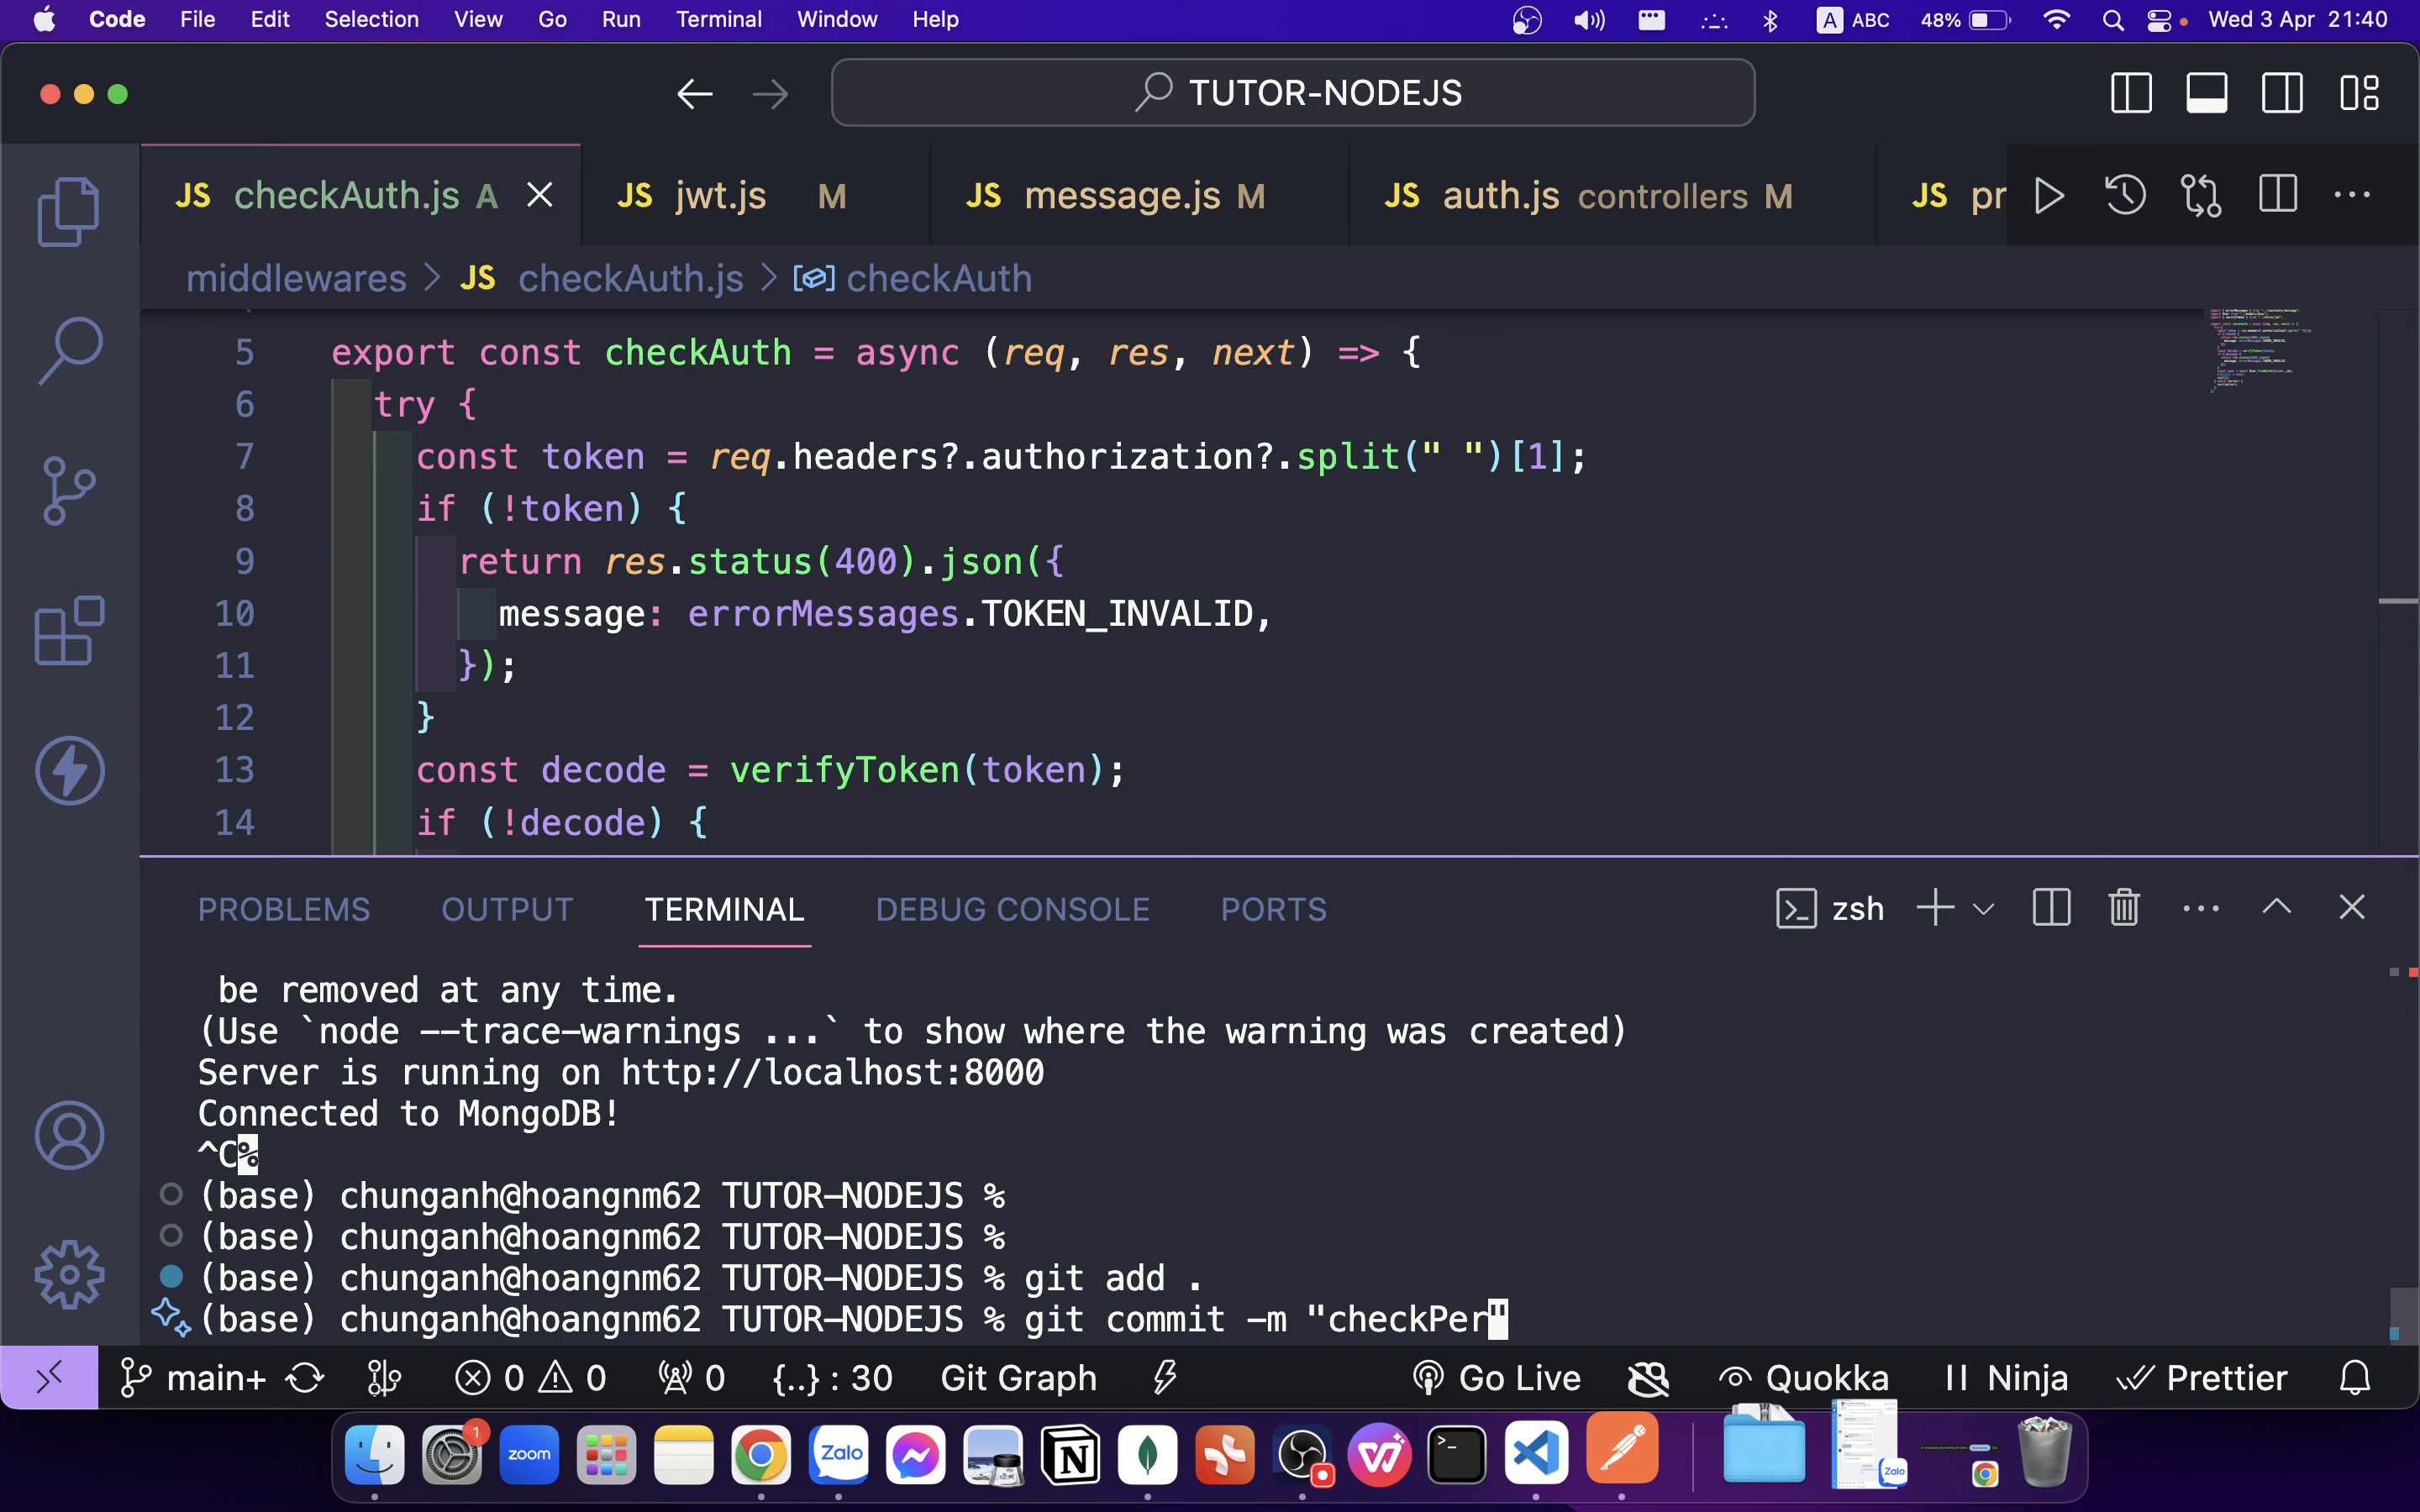 Code File Edit Selection View Go Run Terminal Window Help A ABC 48% Wed 3 Apr 21:40
TUTOR-NODEJS
JS checkAuth.js A JS jwt.js M JS message.js M JS auth.js controllers M JS pr
middlewares > JS checkAuth.js > checkAuth
5 export const checkAuth = async (req, res, next) => {
6 try {
7 const token = req.headers?.authorization?.split(" ")[1];
8 if (!token) {
9 return res.status(400).json({
10 message: errorMessages.TOKEN_INVALID,
11 });
12 }
13 const decode = verifyToken(token);
14 if (!decode) {
PROBLEMS OUTPUT TERMINAL DEBUG CONSOLE PORTS zsh
be removed at any time.
(Use `node --trace-warnings ...` to show where the warning was created)
Server is running on http://localhost:8000
Connected to MongoDB!
^C%
(base) chunganh@hoangnm62 TUTOR-NODEJS %
(base) chunganh@hoangnm62 TUTOR-NODEJS %
(base) chunganh@hoangnm62 TUTOR-NODEJS % git add .
(base) chunganh@hoangnm62 TUTOR-NODEJS % git commit -m "checkPer"
main+ 0 0 0 {..} : 30 Git Graph Go Live Quokka Ninja Prettier
1
zoom Zalo Zalo